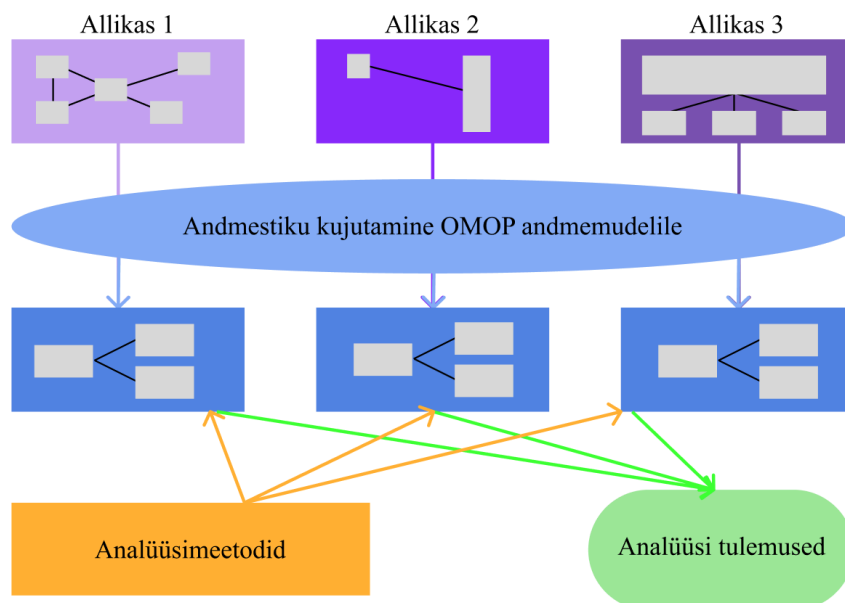 Allikas 1
Allikas 2
Allikas 3
Andmestiku kujutamine OMOP andmemudelile
Analüüsimeetodid
Analüüsi tulemused